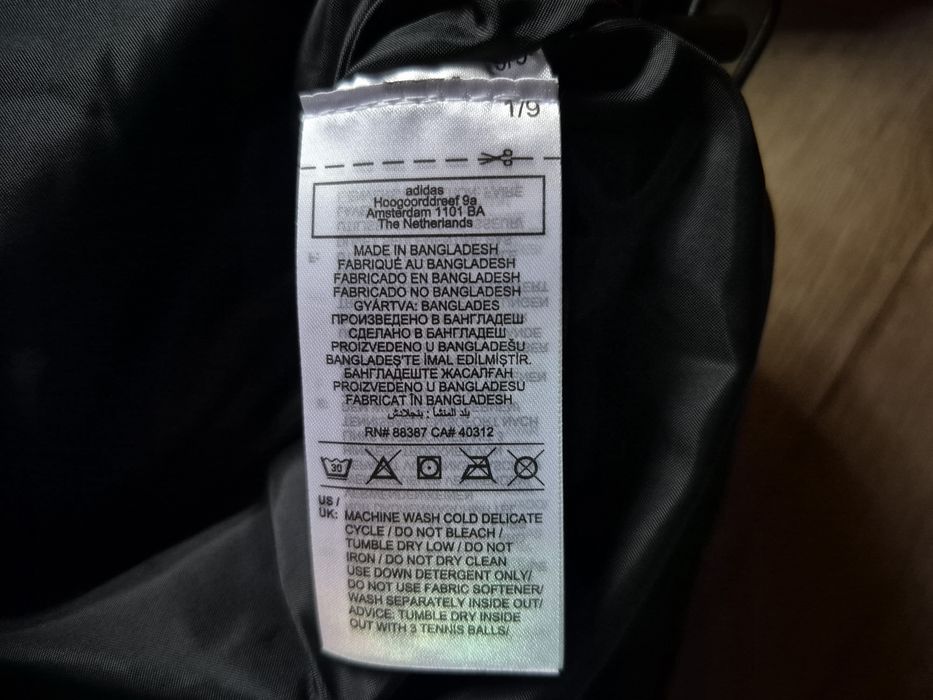 1/9
adidas
Hoogoorddreef 9a
Amsterdam 1101 BA
The Netherlands
MADE IN BANGLADESH
FABRIQUÉ AU BANGLADESH
FABRICADO EN BANGLADESH
FABRICADO NO BANGLADESH
GYÁRTVA: BANGLADES
ПРОИЗВЕДЕНО В БАНГЛАДЕШ
СДЕЛАНО В БАНГЛАДЕШ
PROIZVEDENO U BANGLADEŠU
BANGLADEŞ'TE İMAL EDİLMİŞTİR.
БАНГЛАДЕШТЕ ЖАСАЛҒАН
PROIZVEDENO U BANGLADEŠU
FABRICAT ÎN BANGLADESH
بلد المنشأ : بنجلادش
RN# 88387 CA# 40312
30
US /
UK: MACHINE WASH COLD DELICATE
CYCLE / DO NOT BLEACH /
TUMBLE DRY LOW / DO NOT
IRON / DO NOT DRY CLEAN
USE DOWN DETERGENT ONLY/
DO NOT USE FABRIC SOFTENER/
WASH SEPARATELY INSIDE OUT/
ADVICE: TUMBLE DRY INSIDE
OUT WITH 3 TENNIS BALLS/